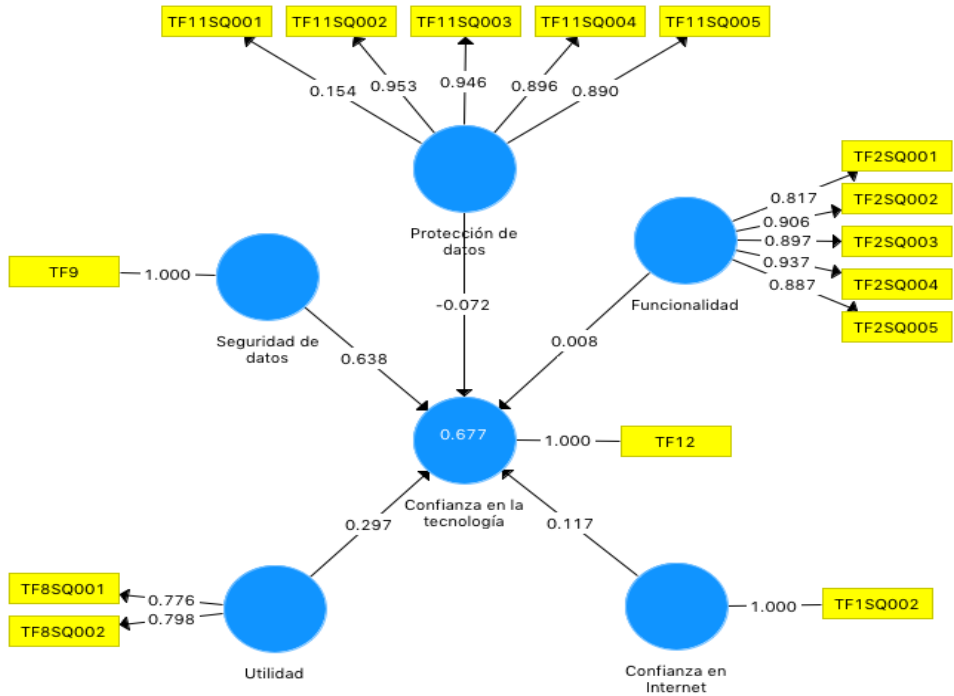 TF11SQ001
TF11SQ002
TF11SQ003
TF11SQ004
TF11SQ005
0.154
0.953
0.946
0.896
0.890
Protección de
datos
TF2SQ001
TF2SQ002
TF2SQ003
TF2SQ004
TF2SQ005
0.817
0.906
0.897
0.937
0.887
Funcionalidad
TF9
1.000
Seguridad de
datos
0.638
-0.072
0.008
0.677
1.000
TF12
Confianza en la
tecnología
0.297
0.117
TF8SQ001
TF8SQ002
0.776
0.798
Utilidad
1.000
TF1SQ002
Confianza en
Internet